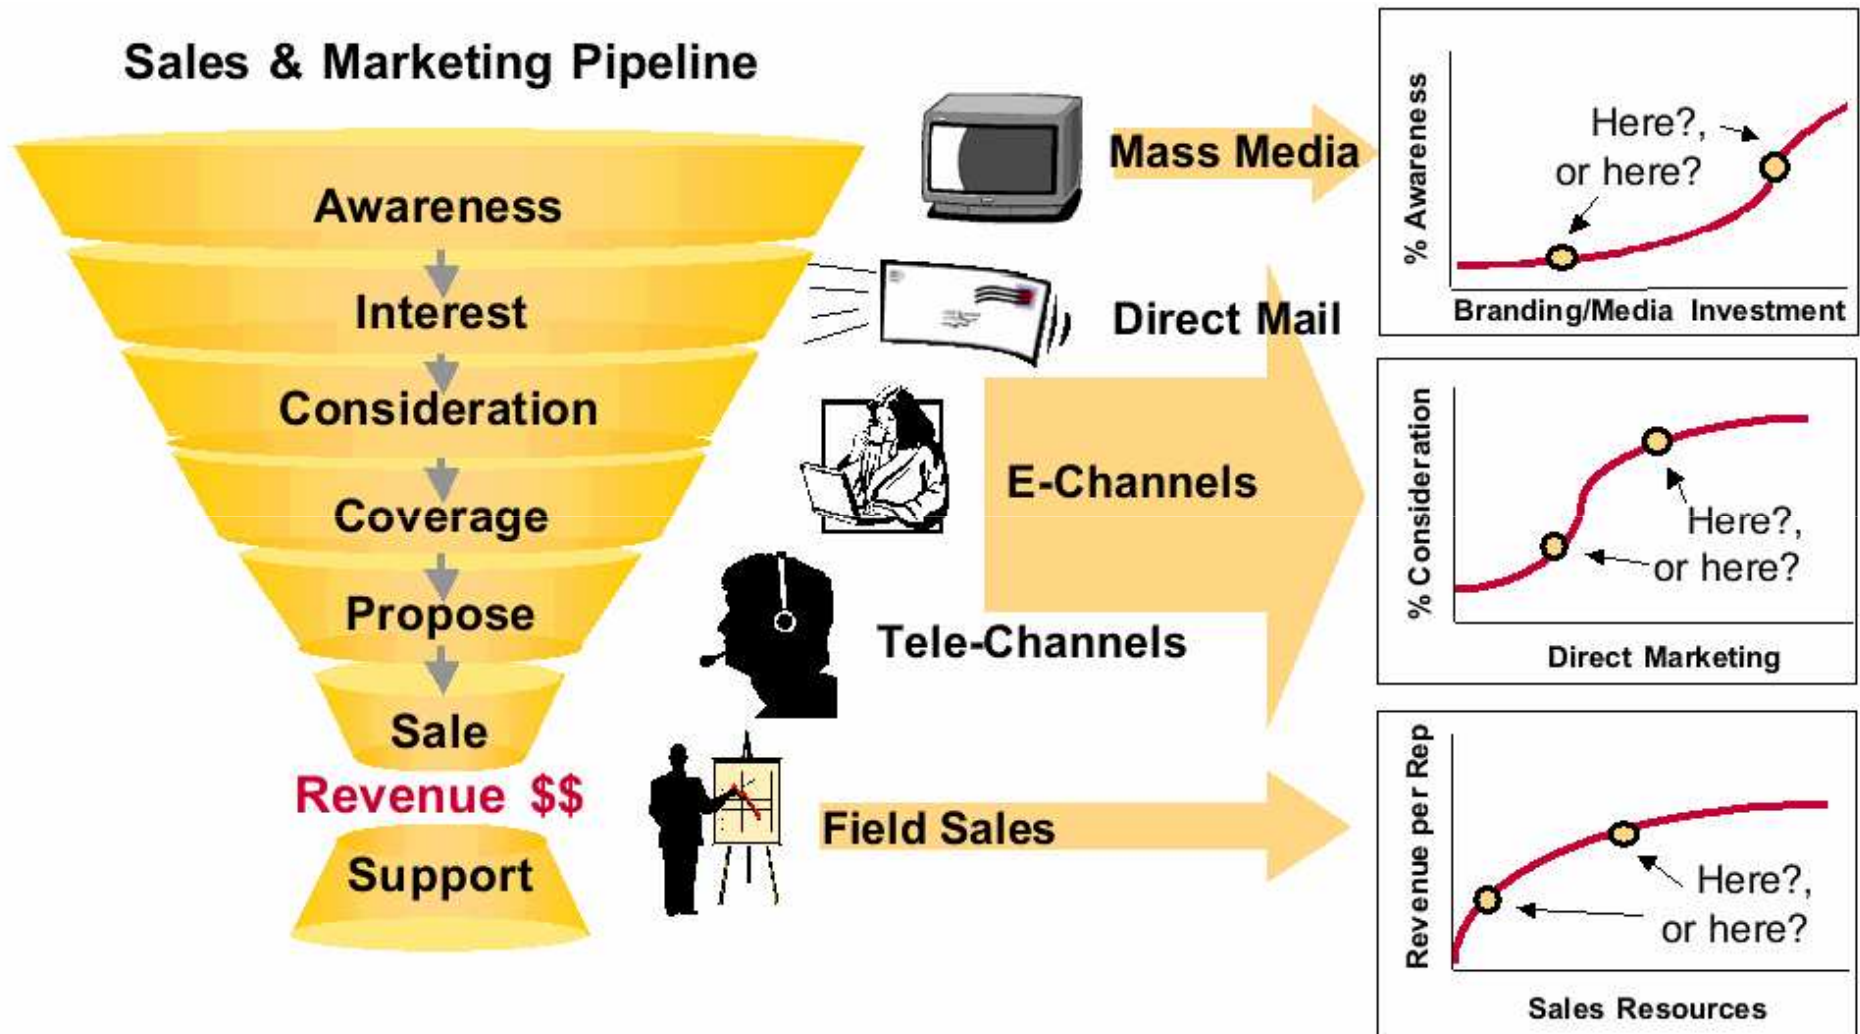 Sales & Marketing Pipeline
Awareness
Interest
Consideration
Coverage
Propose
Sale
Revenue $$
Support
Mass Media
Direct Mail
E-Channels
Tele-Channels
Field Sales
% Awareness
Here?,
or here?
Branding/Media Investment
% Consideration
Here?,
or here?
Direct Marketing
Revenue per Rep
Here?,
or here?
Sales Resources